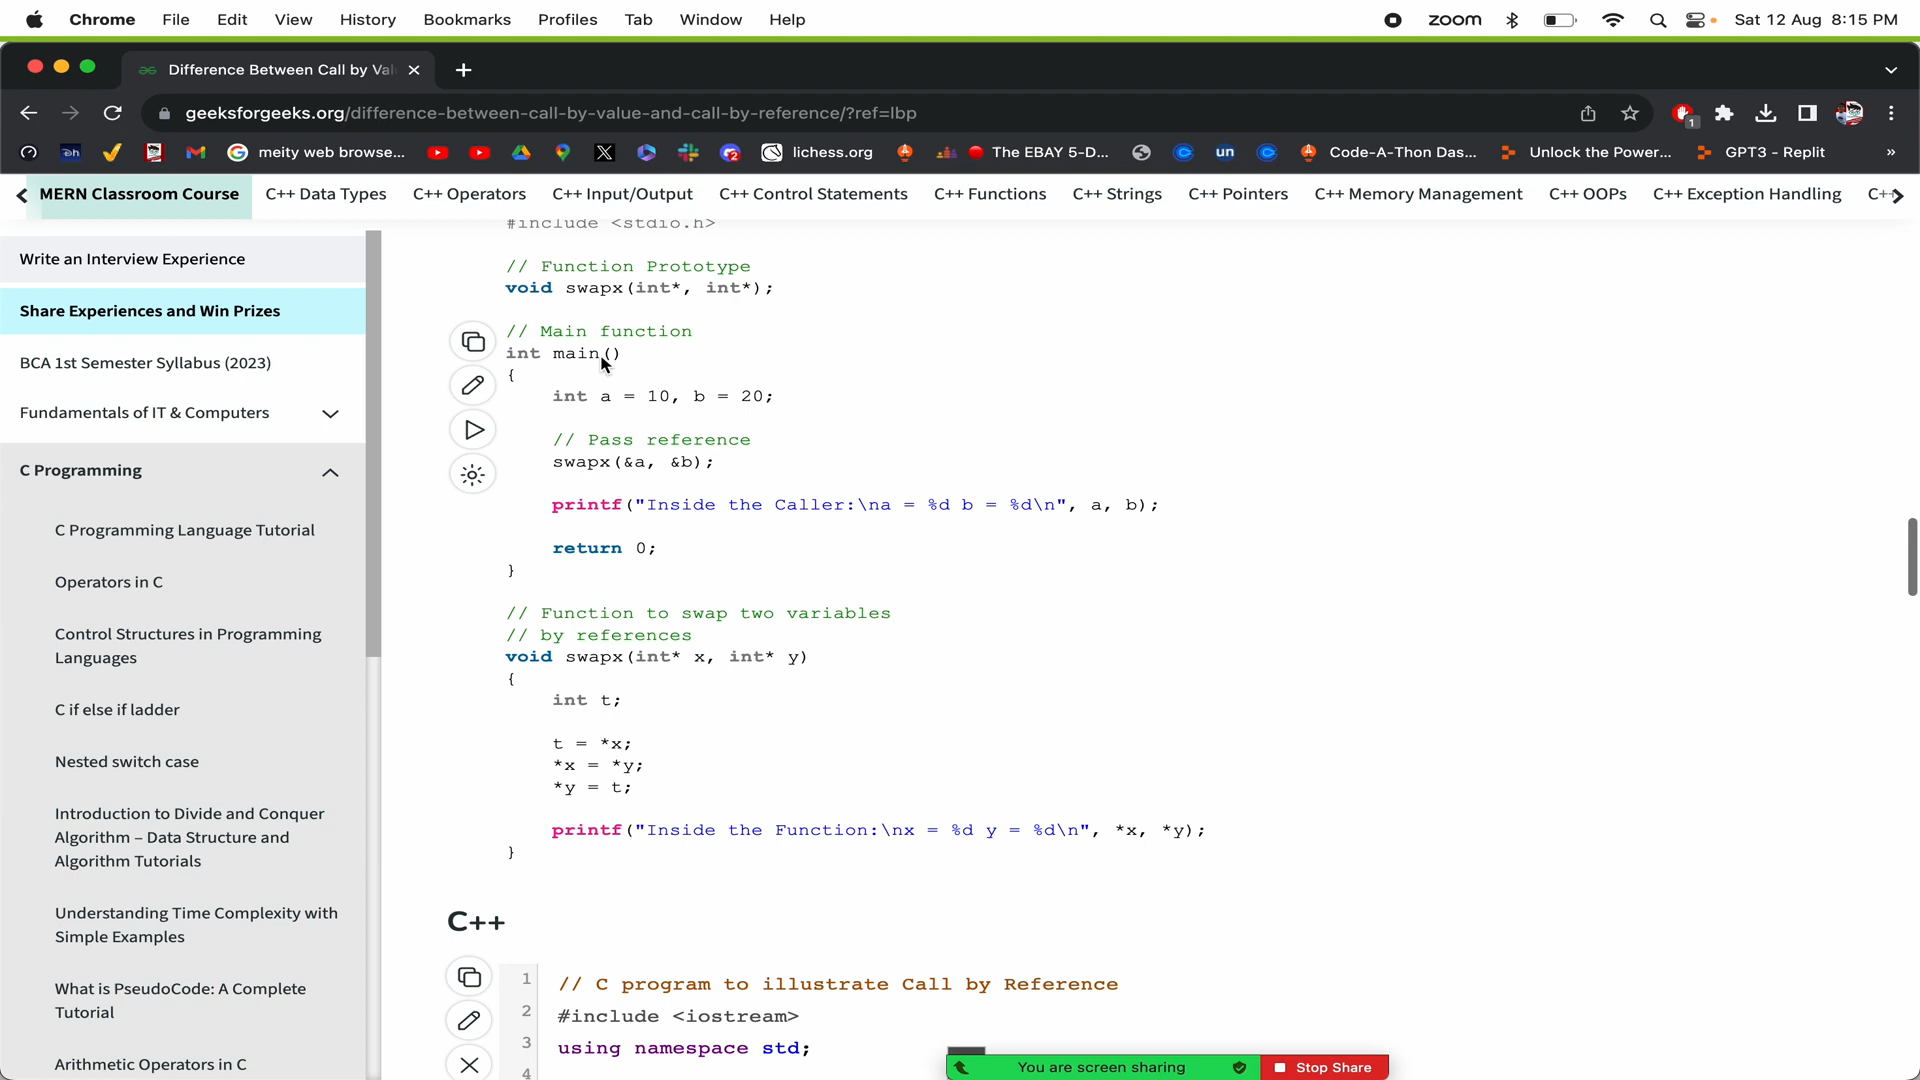 Chrome File Edit View History Bookmarks Profiles Tab Window Help zoom Sat 12 Aug 8:15 PM
Difference Between Call by Val
geeksforgeeks.org/difference-between-call-by-value-and-call-by-reference/?ref=lbp
meity web browse... lichess.org The EBAY 5-D... un Code-A-Thon Das... Unlock the Power... GPT3 - Replit »
MERN Classroom Course C++ Data Types C++ Operators C++ Input/Output C++ Control Statements C++ Functions C++ Strings C++ Pointers C++ Memory Management C++ OOPs C++ Exception Handling C++
Write an Interview Experience
Share Experiences and Win Prizes
BCA 1st Semester Syllabus (2023)
Fundamentals of IT & Computers
C Programming
C Programming Language Tutorial
Operators in C
Control Structures in Programming
Languages
C if else if ladder
Nested switch case
Introduction to Divide and Conquer
Algorithm – Data Structure and
Algorithm Tutorials
Understanding Time Complexity with
Simple Examples
What is PseudoCode: A Complete
Tutorial
Arithmetic Operators in C
#include <stdio.h>
// Function Prototype
void swapx(int*, int*);
// Main function
int main()
{
int a = 10, b = 20;
// Pass reference
swapx(&a, &b);
printf("Inside the Caller:\na = %d b = %d\n", a, b);
return 0;
}
// Function to swap two variables
// by references
void swapx(int* x, int* y)
{
int t;
t = *x;
*x = *y;
*y = t;
printf("Inside the Function:\nx = %d y = %d\n", *x, *y);
}
C++
1 // C program to illustrate Call by Reference
2 #include <iostream>
3 using namespace std;
4
You are screen sharing Stop Share